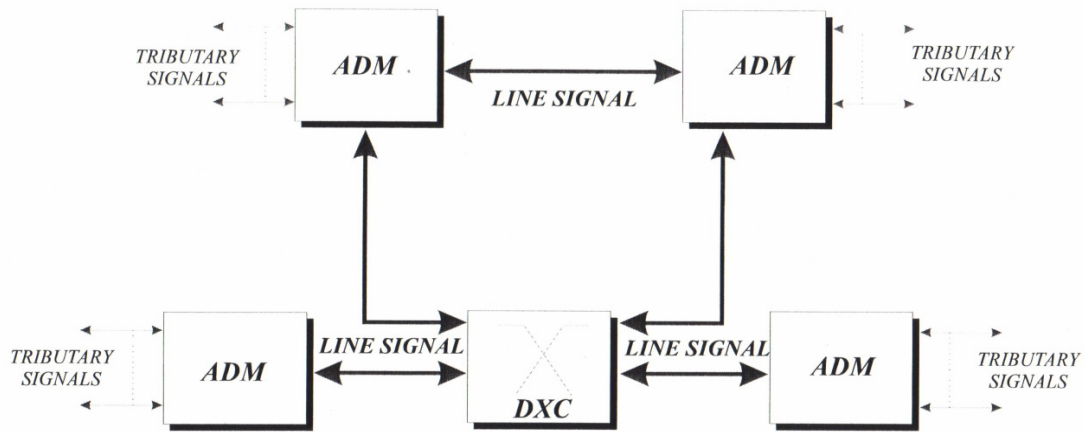 TRIBUTARY
SIGNALS
ADM
LINE SIGNAL
ADM
TRIBUTARY
SIGNALS
TRIBUTARY
SIGNALS
ADM
LINE SIGNAL
DXC
LINE SIGNAL
ADM
TRIBUTARY
SIGNALS